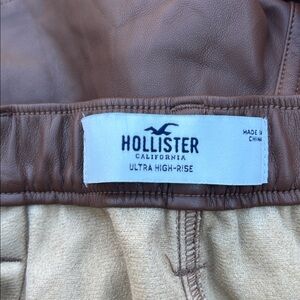 HOLLISTER
CALIFORNIA
ULTRA HIGH-RISE
MADE IN
CHINA